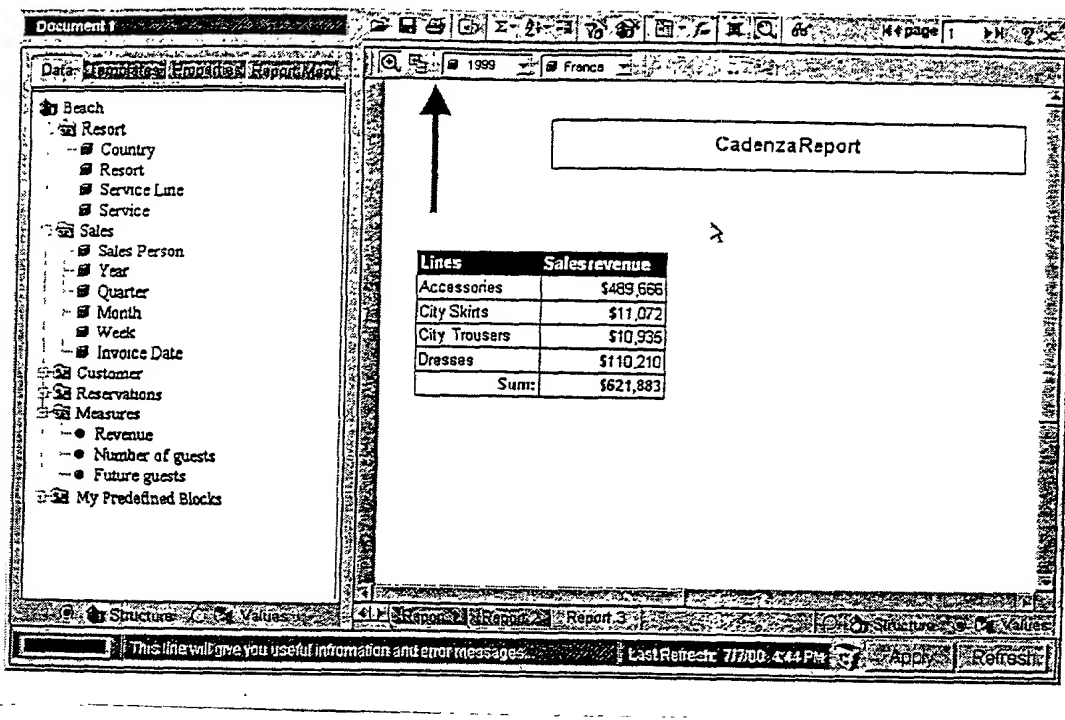 Document 1
page 1
Data Templates Properties Report Map
1999
France
Beach
Resort
Country
Resort
Service Line
Service
Sales
Sales Person
Year
Quarter
Month
Week
Invoice Date
Customer
Reservations
Measures
Revenue
Number of guests
Future guests
My Predefined Blocks
CadenzaReport
Lines Sales revenue
Accessories $489,666
City Skirts $11,072
City Trousers $10,935
Dresses $110,210
Sum: $621,883
Structure Values
Report 1 Report 2 Report 3
Structure Values
This line will give you useful infromation and error messages.
Last Refresh: 7/7/00 4:44 PM
Apply Refresh